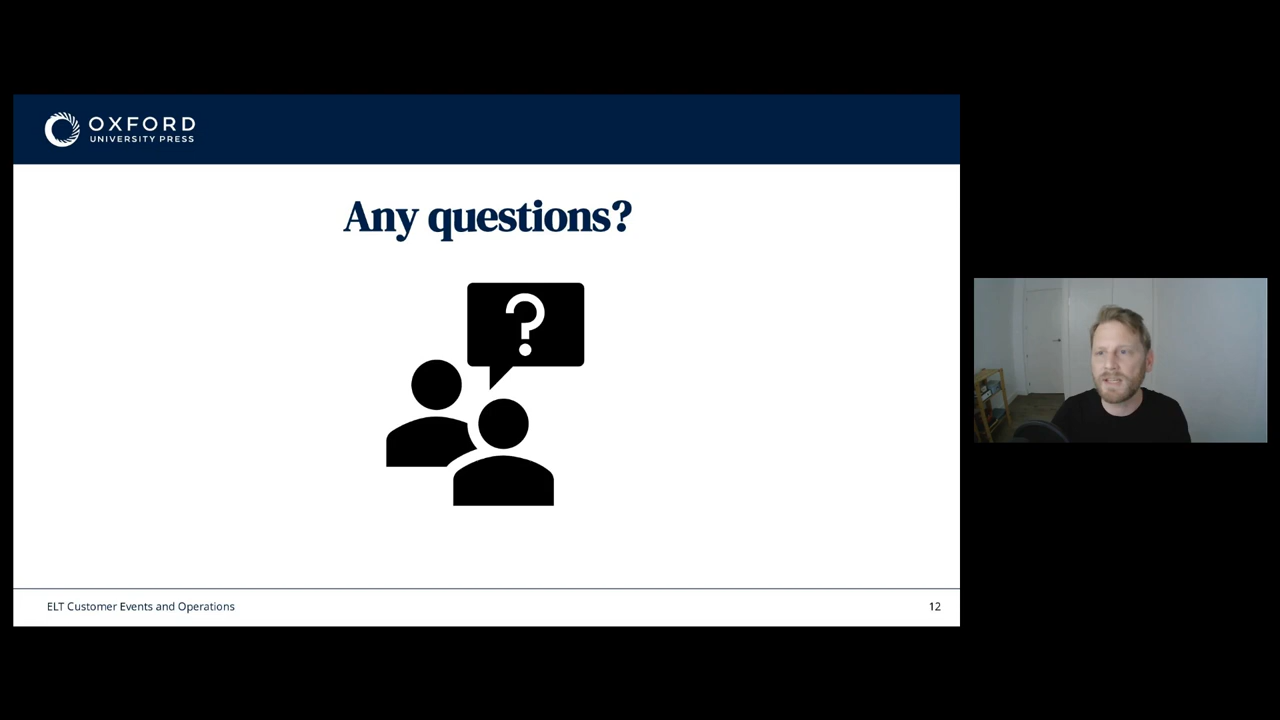 OXFORD
UNIVERSITY PRESS
Any questions?
?
ELT Customer Events and Operations
12